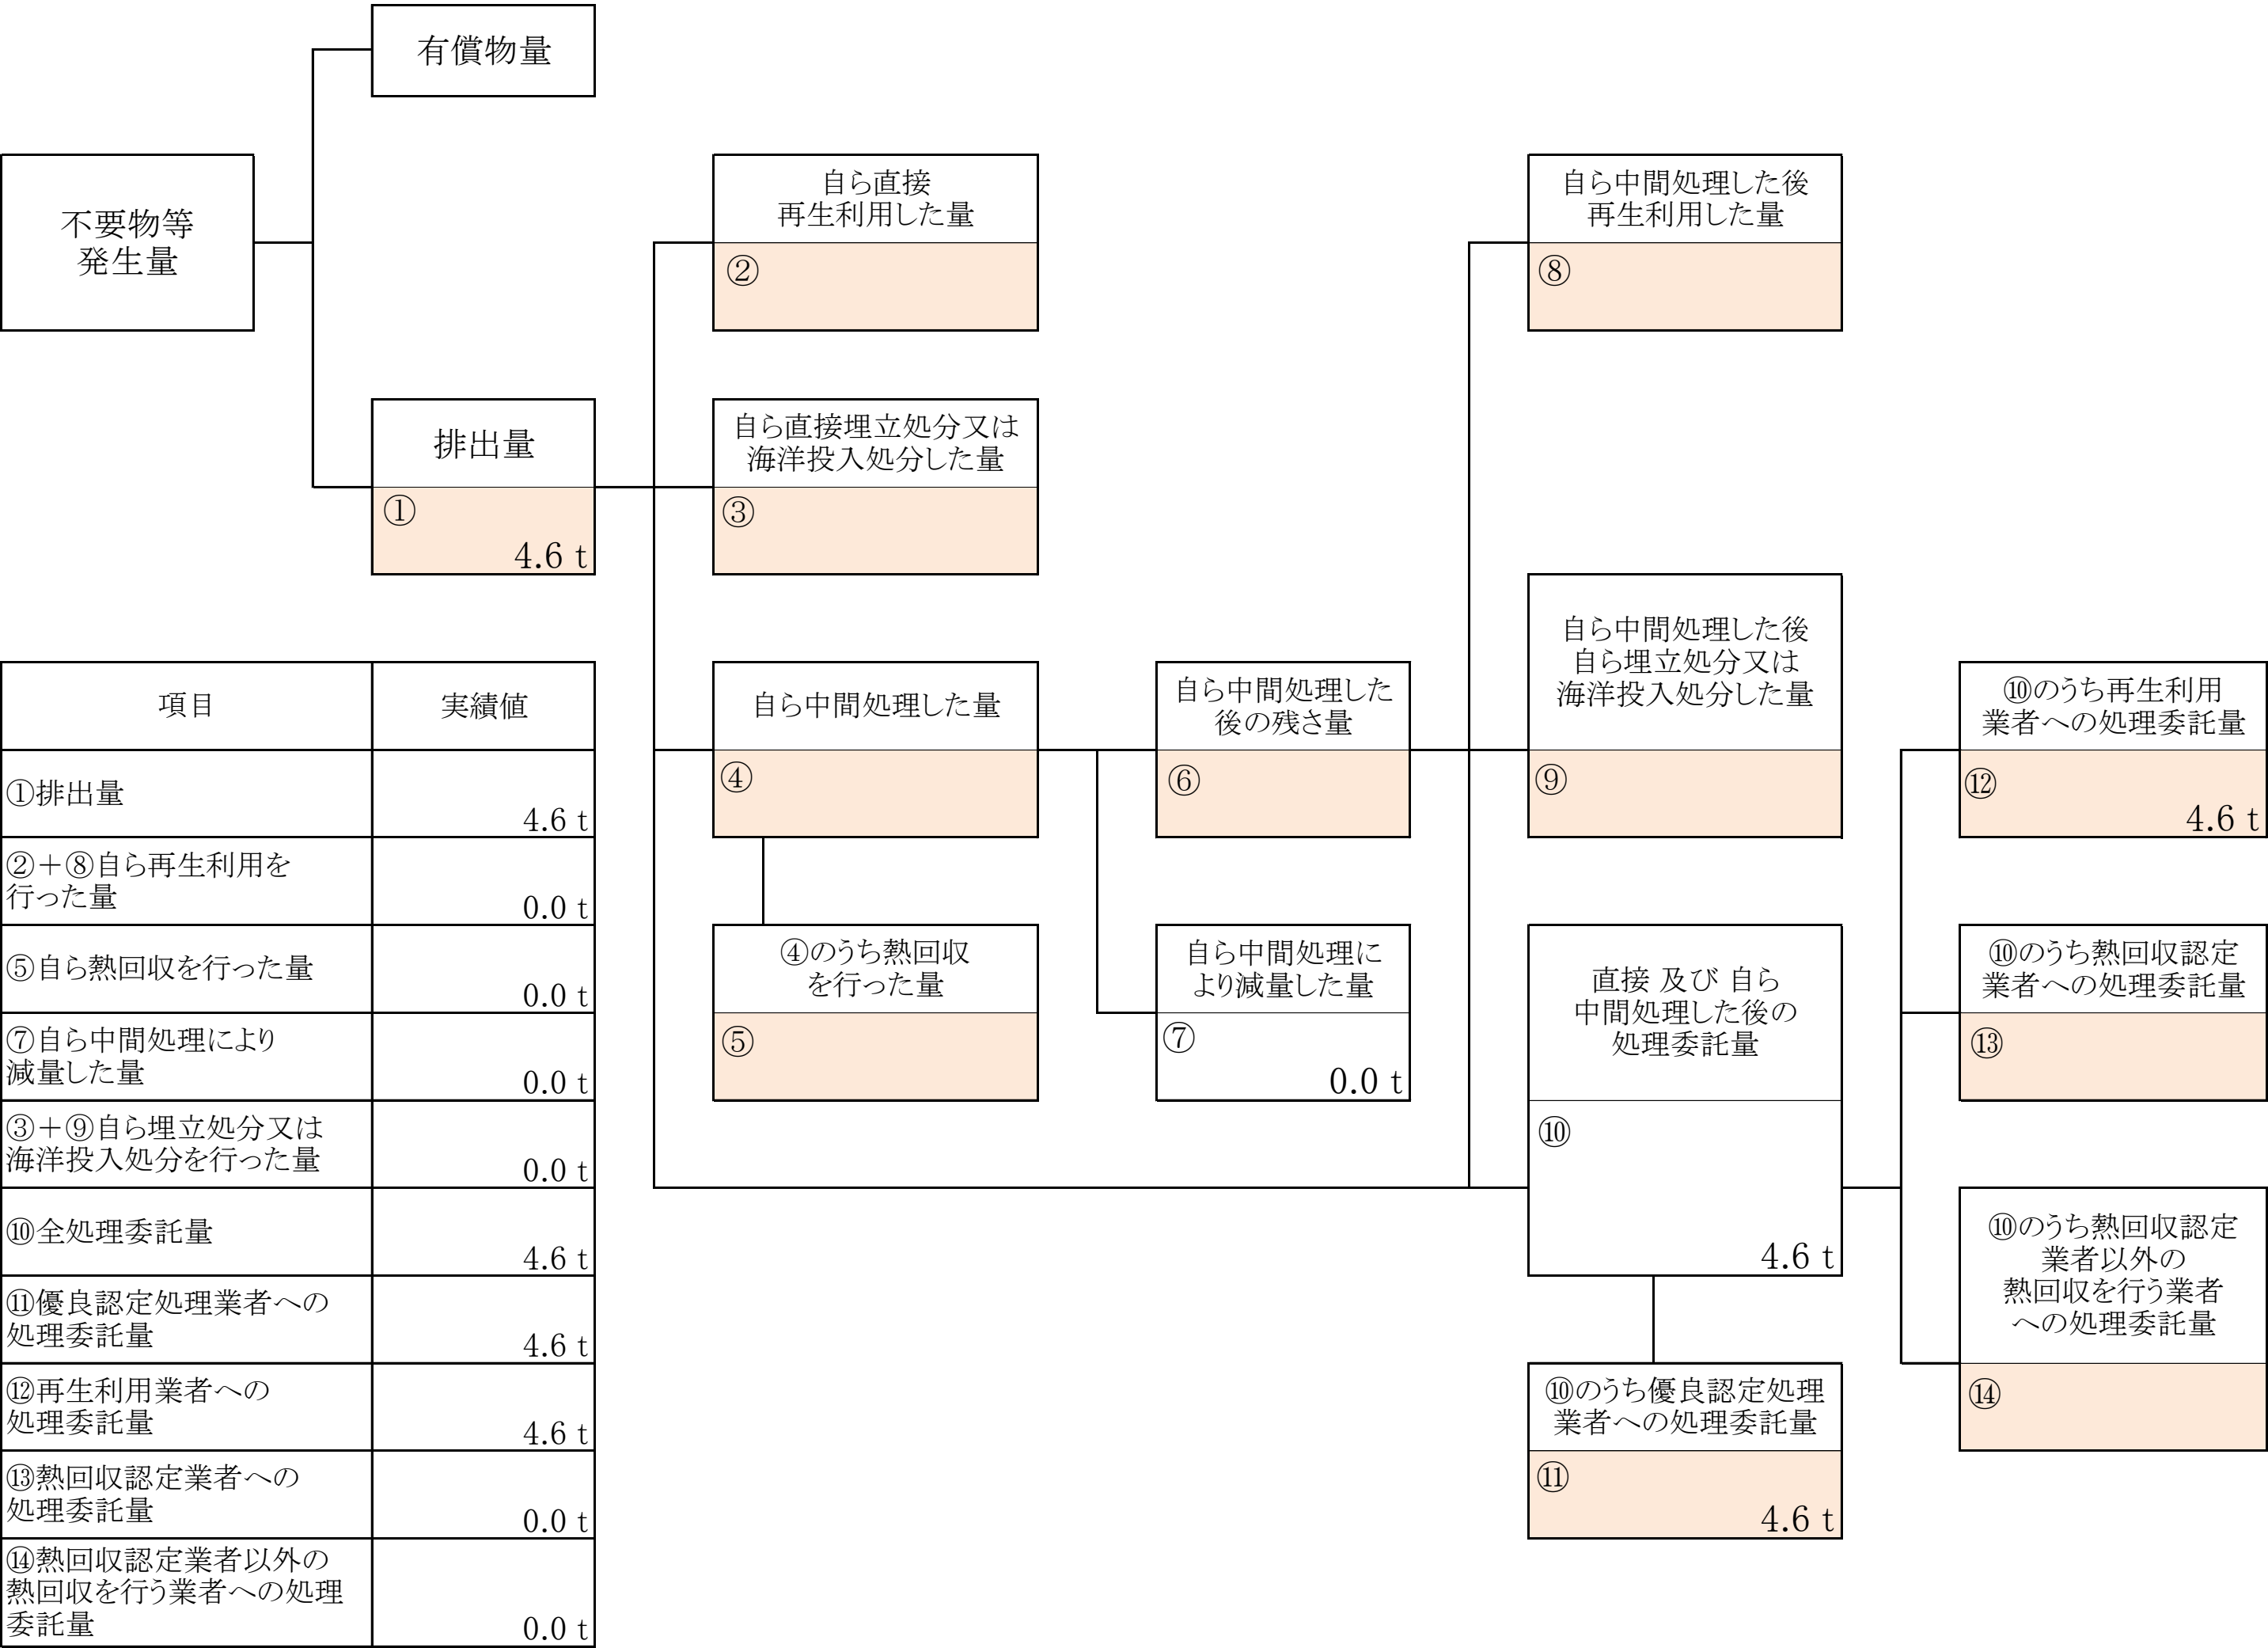 有償物量
不要物等
発生量
排出量
①
4.6 t
自ら直接
再生利用した量
②
自ら直接埋立処分又は
海洋投入処分した量
③
自ら中間処理した量
④
④のうち熱回収
を行った量
⑤
自ら中間処理した
後の残さ量
⑥
自ら中間処理に
より減量した量
⑦
0.0 t
自ら中間処理した後
再生利用した量
⑧
自ら中間処理した後
自ら埋立処分又は
海洋投入処分した量
⑨
直接 及び 自ら
中間処理した後の
処理委託量
⑩
4.6 t
⑩のうち優良認定処理
業者への処理委託量
⑪
4.6 t
⑩のうち再生利用
業者への処理委託量
⑫
4.6 t
⑩のうち熱回収認定
業者への処理委託量
⑬
⑩のうち熱回収認定
業者以外の
熱回収を行う業者
への処理委託量
⑭
項目 実績値
①排出量
4.6 t
②＋⑧自ら再生利用を
行った量
0.0 t
⑤自ら熱回収を行った量
0.0 t
⑦自ら中間処理により
減量した量
0.0 t
③＋⑨自ら埋立処分又は
海洋投入処分を行った量
0.0 t
⑩全処理委託量
4.6 t
⑪優良認定処理業者への
処理委託量
4.6 t
⑫再生利用業者への
処理委託量
4.6 t
⑬熱回収認定業者への
処理委託量
0.0 t
⑭熱回収認定業者以外の
熱回収を行う業者への処理
委託量
0.0 t